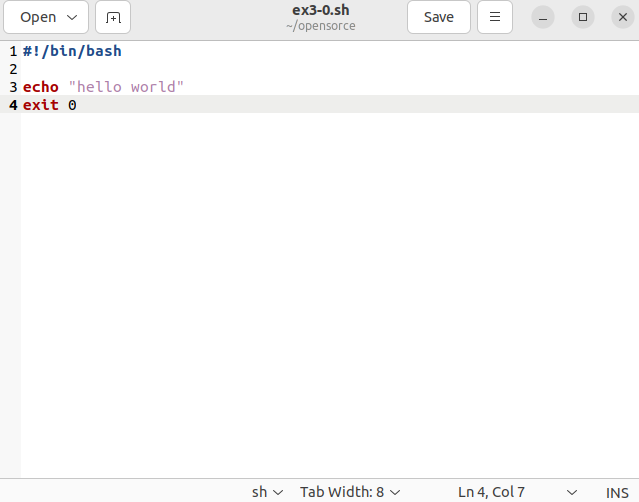 Open
ex3-0.sh
~/opensorce
Save
1 #!/bin/bash
2
3 echo "hello world"
4 exit 0
sh Tab Width: 8 Ln 4, Col 7 INS